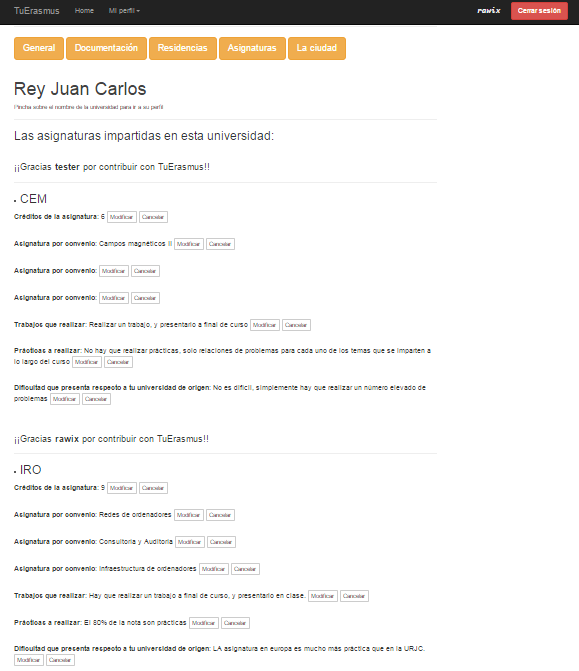 TuErasmus Home Mi perfil rawix Cerrar sesión
General Documentación Residencias Asignaturas La ciudad
Rey Juan Carlos
Pincha sobre el nombre de la universidad para ir a su perfil
Las asignaturas impartidas en esta universidad:
¡¡Gracias tester por contribuir con TuErasmus!!
• CEM
Créditos de la asignatura: 6 Modificar Cancelar
Asignatura por convenio: Campos magnéticos II Modificar Cancelar
Asignatura por convenio: Modificar Cancelar
Asignatura por convenio: Modificar Cancelar
Trabajos que realizar: Realizar un trabajo, y presentarlo a final de curso Modificar Cancelar
Prácticas a realizar: No hay que realizar prácticas, solo relaciones de problemas para cada uno de los temas que se imparten a
lo largo del curso Modificar Cancelar
Dificultad que presenta respecto a tu universidad de origen: No es difícil, simplemente hay que realizar un número elevado de
problemas Modificar Cancelar
¡¡Gracias rawix por contribuir con TuErasmus!!
• IRO
Créditos de la asignatura: 9 Modificar Cancelar
Asignatura por convenio: Redes de ordenadores Modificar Cancelar
Asignatura por convenio: Consultoria y Auditoria Modificar Cancelar
Asignatura por convenio: Infraestructura de ordenadores Modificar Cancelar
Trabajos que realizar: Hay que realizar un trabajo a final de curso, y presentarlo en clase. Modificar Cancelar
Prácticas a realizar: El 80% de la nota son prácticas Modificar Cancelar
Dificultad que presenta respecto a tu universidad de origen: LA asignatura en europa es mucho más práctica que en la URJC.
Modificar Cancelar